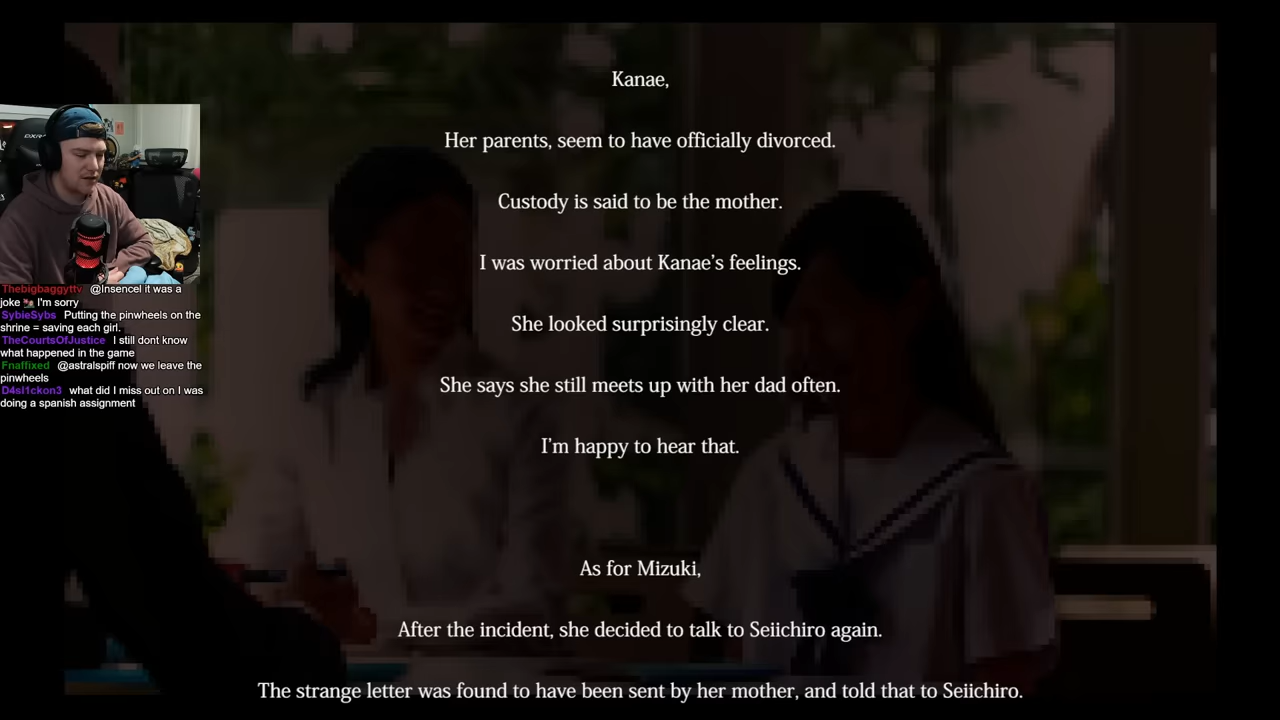 Kanae,
Her parents, seem to have officially divorced.
Custody is said to be the mother.
I was worried about Kanae's feelings.
She looked surprisingly clear.
She says she still meets up with her dad often.
I'm happy to hear that.
As for Mizuki,
After the incident, she decided to talk to Seiichiro again.
The strange letter was found to have been sent by her mother, and told that to Seiichiro.
Thebigbaggyttv @Insencel it was a
joke I'm sorry
SybieSybs Putting the pinwheels on the
shrine = saving each girl.
TheCourtsOfJustice I still dont know
what happened in the game
Fnaffixed @astralspiff now we leave the
pinwheels
D4sl1ckon3 what did I miss out on I was
doing a spanish assignment